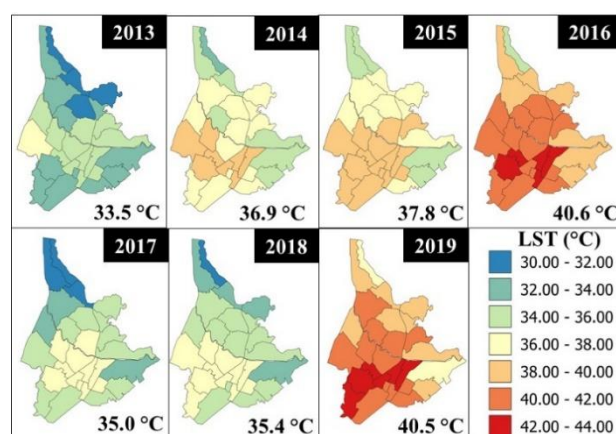 2013
33.5 °C
2014
36.9 °C
2015
37.8 °C
2016
40.6 °C
2017
35.0 °C
2018
35.4 °C
2019
40.5 °C
LST (°C)
30.00 - 32.00
32.00 - 34.00
34.00 - 36.00
36.00 - 38.00
38.00 - 40.00
40.00 - 42.00
42.00 - 44.00